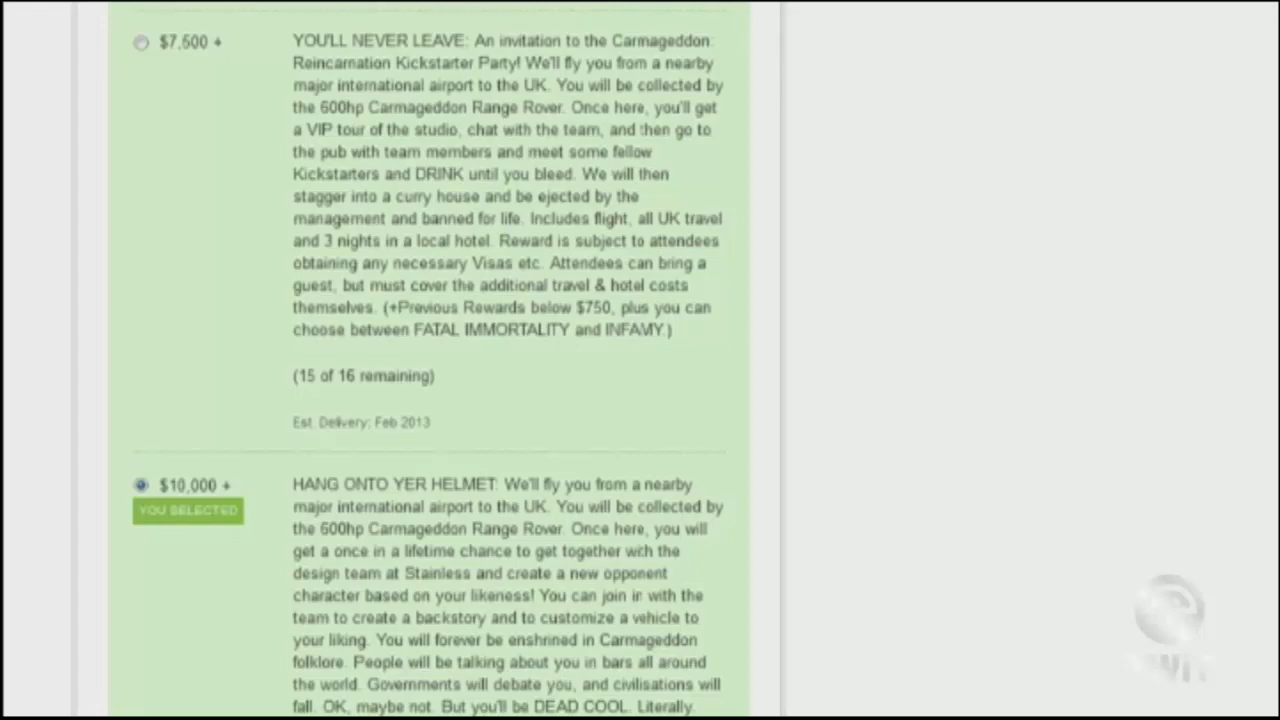 $7,500 +
YOU'LL NEVER LEAVE: An invitation to the Carmageddon:
Reincarnation Kickstarter Party! We'll fly you from a nearby
major international airport to the UK. You will be collected by
the 600hp Carmageddon Range Rover. Once here, you'll get
a VIP tour of the studio, chat with the team, and then go to
the pub with team members and meet some fellow
Kickstarters and DRINK until you bleed. We will then
stagger into a curry house and be ejected by the
management and banned for life. Includes flight, all UK travel
and 3 nights in a local hotel. Reward is subject to attendees
obtaining any necessary Visas etc. Attendees can bring a
guest, but must cover the additional travel & hotel costs
themselves. (+Previous Rewards below $750, plus you can
choose between FATAL IMMORTALITY and INFAMY.)
(15 of 16 remaining)
Est. Delivery: Feb 2013
$10,000 +
YOU SELECTED
HANG ONTO YER HELMET: We'll fly you from a nearby
major international airport to the UK. You will be collected by
the 600hp Carmageddon Range Rover. Once here, you will
get a once in a lifetime chance to get together with the
design team at Stainless and create a new opponent
character based on your likeness! You can join in with the
team to create a backstory and to customize a vehicle to
your liking. You will forever be enshrined in Carmageddon
folklore. People will be talking about you in bars all around
the world. Governments will debate you, and civilisations will
fall. OK, maybe not. But you'll be DEAD COOL. Literally.